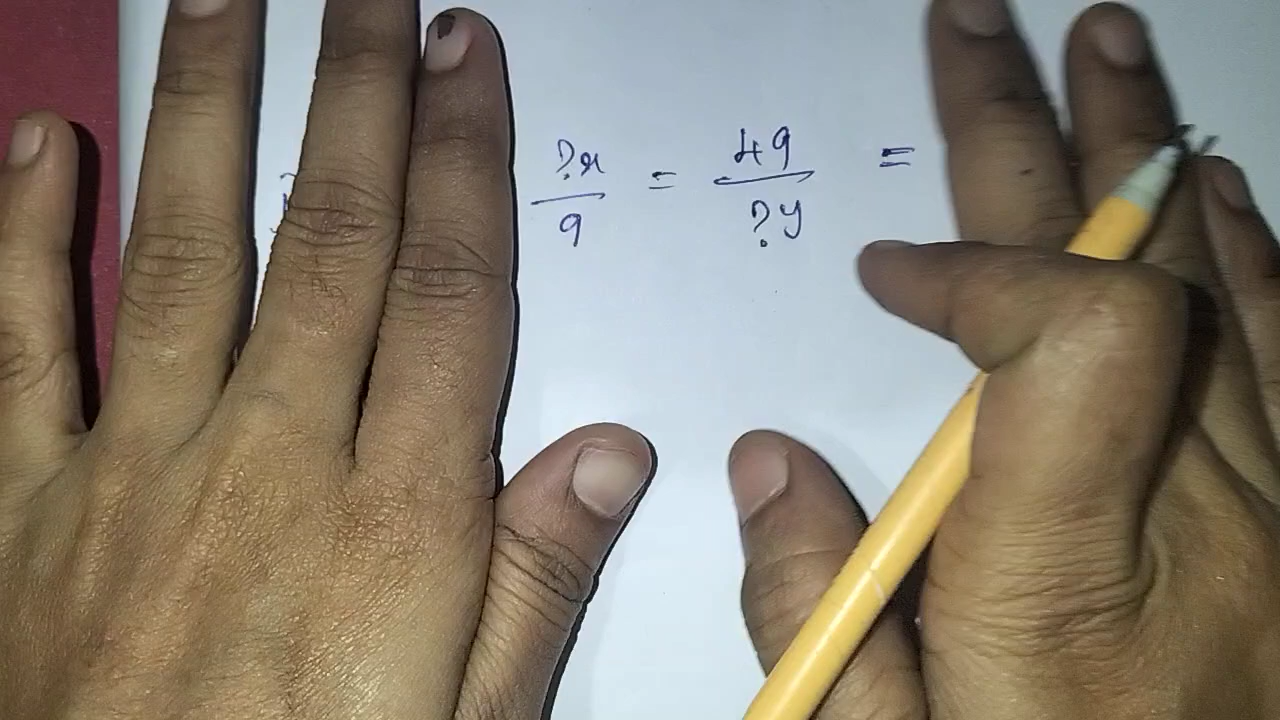 ?x = 49 =
9 ?y